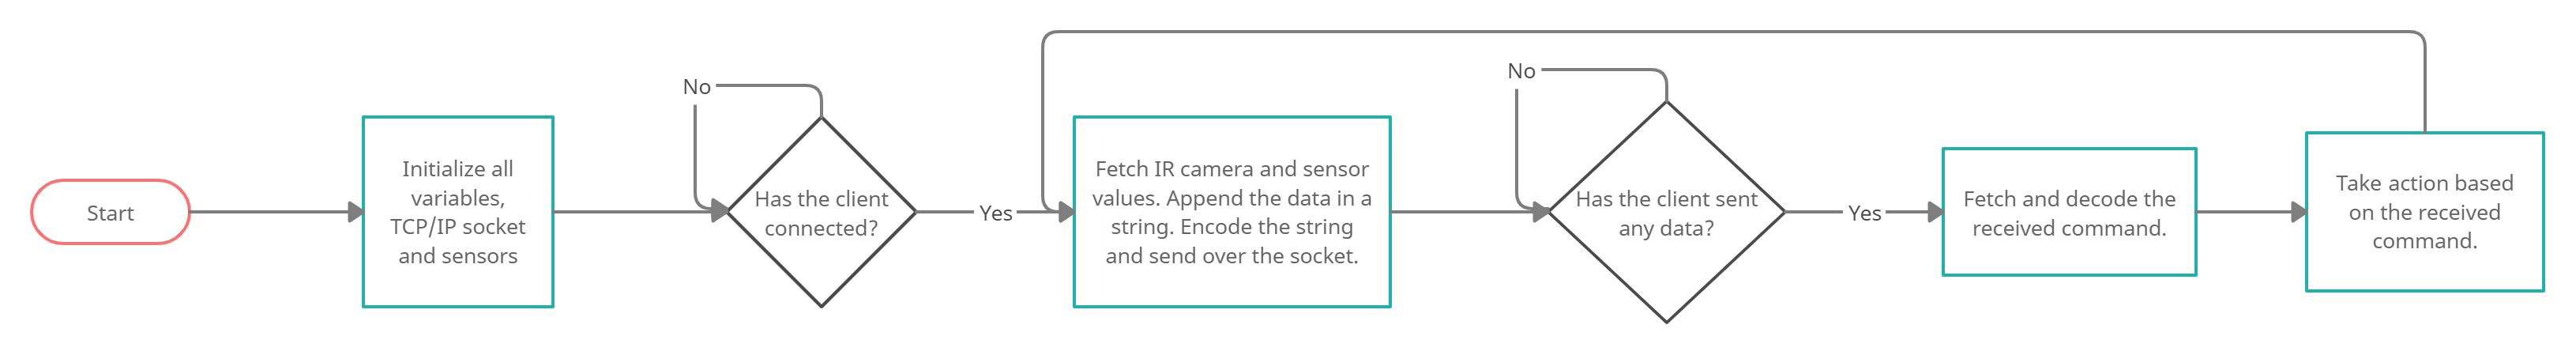 Start
Initialize all
variables,
TCP/IP socket
and sensors
No
Has the client
connected?
Yes
Fetch IR camera and sensor
values. Append the data in a
string. Encode the string
and send over the socket.
No
Has the client sent
any data?
Yes
Fetch and decode the
received command.
Take action based
on the received
command.